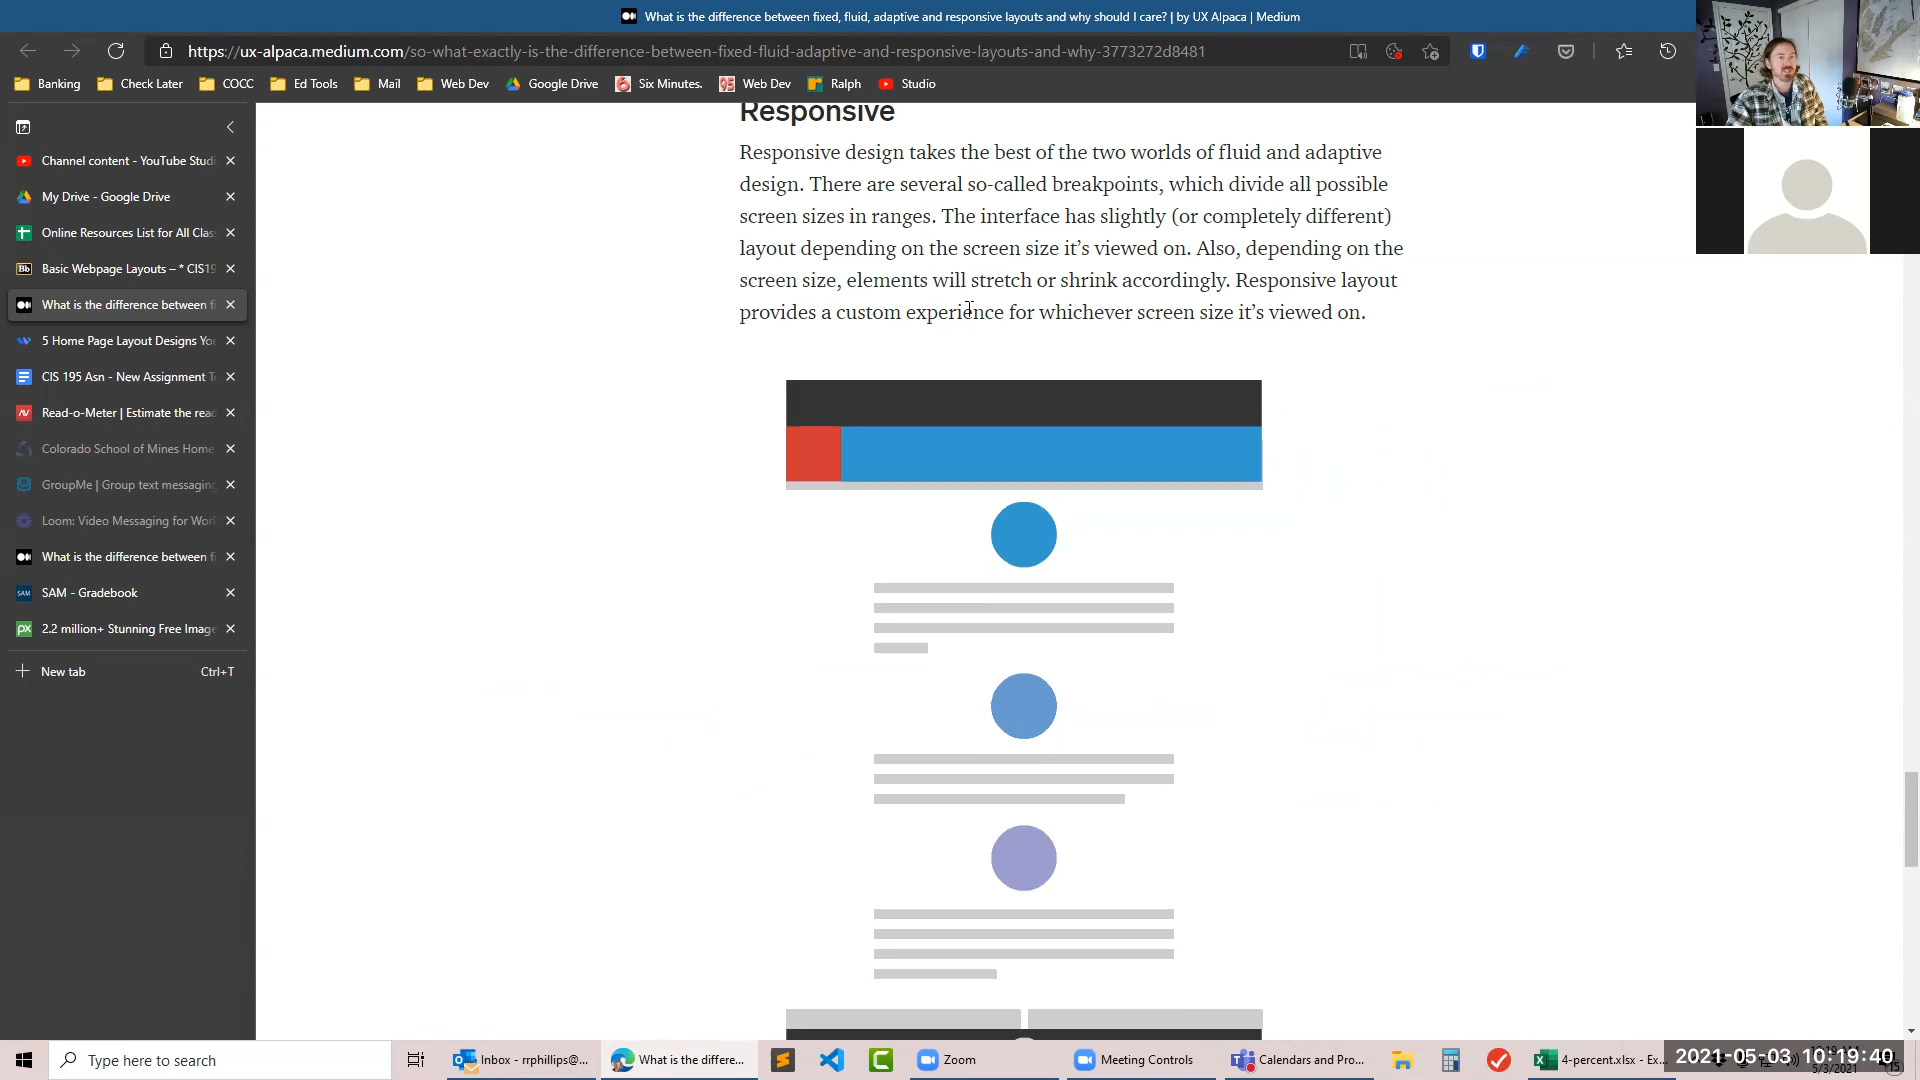 What is the difference between fixed, fluid, adaptive and responsive layouts and why should I care? | by UX Alpaca | Medium
https://ux-alpaca.medium.com/so-what-exactly-is-the-difference-between-fixed-fluid-adaptive-and-responsive-layouts-and-why-3773272d8481
Banking Check Later COCC Ed Tools Mail Web Dev Google Drive Six Minutes. Web Dev Ralph Studio
Channel content - YouTube Studi
My Drive - Google Drive
Online Resources List for All Clas
Basic Webpage Layouts – * CIS19
What is the difference between fi
5 Home Page Layout Designs You
CIS 195 Asn - New Assignment Te
Read-o-Meter | Estimate the read
Colorado School of Mines Home
GroupMe | Group text messaging
Loom: Video Messaging for Work
What is the difference between fi
SAM - Gradebook
2.2 million+ Stunning Free Image
New tab Ctrl+T
Responsive
Responsive design takes the best of the two worlds of fluid and adaptive
design. There are several so-called breakpoints, which divide all possible
screen sizes in ranges. The interface has slightly (or completely different)
layout depending on the screen size it’s viewed on. Also, depending on the
screen size, elements will stretch or shrink accordingly. Responsive layout
provides a custom experience for whichever screen size it’s viewed on.
Type here to search
Inbox - rrphillips@...
What is the differe...
Zoom
Meeting Controls
Calendars and Pro...
4-percent.xlsx - Ex...
2021-05-03 10:19:40
5/3/2021
15